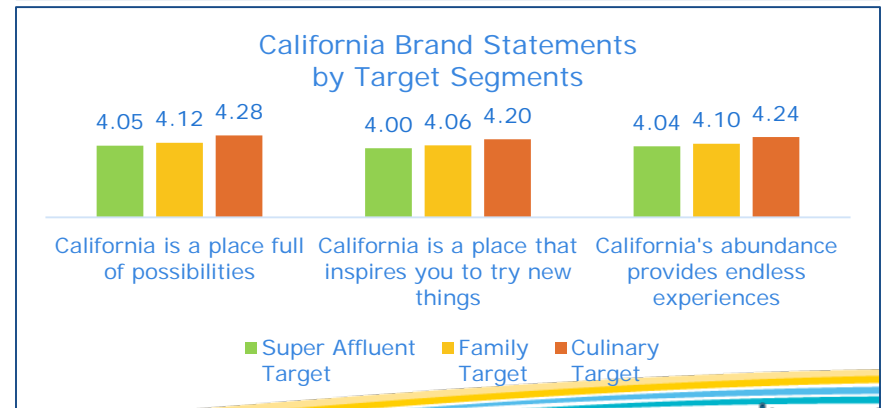 California Brand Statements
by Target Segments
4.05 4.12 4.28
4.00 4.06 4.20
4.04 4.10 4.24
California is a place full
of possibilities
California is a place that
inspires you to try new
things
California's abundance
provides endless
experiences
Super Affluent
Target
Family
Target
Culinary
Target